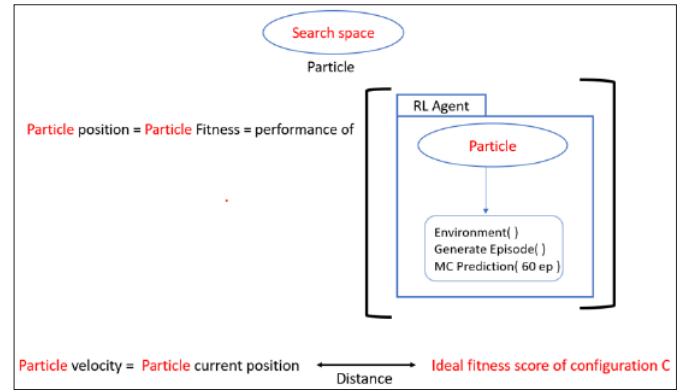 Search space
Particle
Particle position = Particle Fitness = performance of
RL Agent
Particle
Environment( )
Generate Episode( )
MC Prediction( 60 ep )
Particle velocity = Particle current position
Distance
Ideal fitness score of configuration C